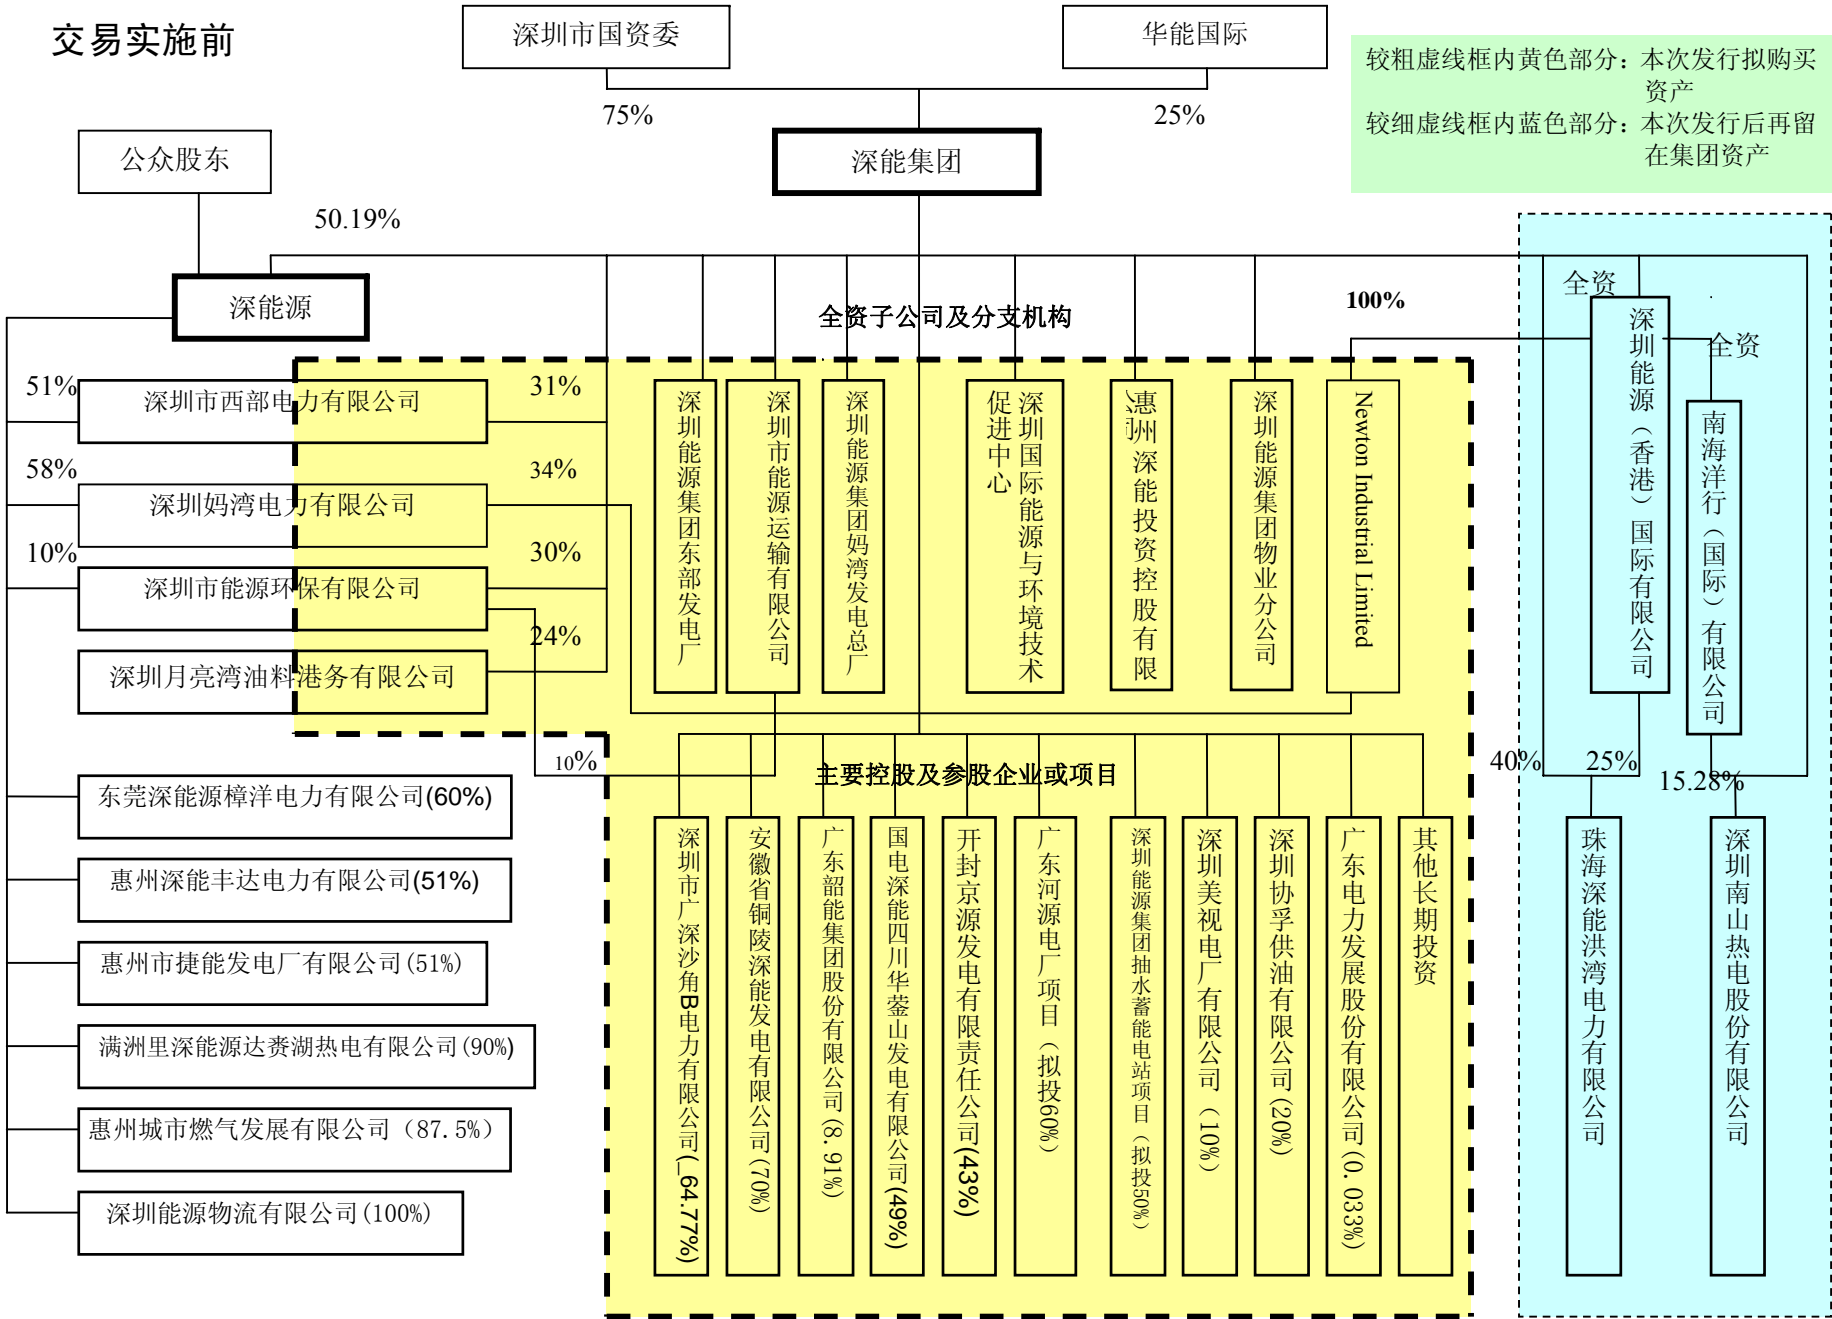 交易实施前
深圳市国资委
华能国际
75%
25%
较粗虚线框内黄色部分：本次发行拟购买
资产
较细虚线框内蓝色部分：本次发行后再留
在集团资产
公众股东
深能集团
50.19%
深能源
全资子公司及分支机构
100%
全资
全资
51%
深圳市西部电力有限公司
31%
58%
深圳妈湾电力有限公司
34%
10%
深圳市能源环保有限公司
30%
24%
深圳月亮湾油料港务有限公司
深圳能源集团东部发电厂
深圳市能源运输有限公司
深圳能源集团妈湾发电总厂
深圳国际能源与环境技术
促进中心
惠州深能投资控股有限
公司
深圳能源集团物业分公司
Newton Industrial Limited
深圳能源（香港）国际有限公司
南海洋行（国际）有限公司
10%
主要控股及参股企业或项目
40%
25%
15.28%
东莞深能源樟洋电力有限公司(60%)
惠州深能丰达电力有限公司(51%)
惠州市捷能发电厂有限公司(51%)
满洲里深能源达赉湖热电有限公司(90%)
惠州城市燃气发展有限公司（87.5%）
深圳能源物流有限公司(100%)
深圳市广深沙角B电力有限公司(_64.77%)
安徽省铜陵深能发电有限公司(70%)
广东韶能集团股份有限公司(8.91%)
国电深能四川华蓥山发电有限公司(49%)
开封京源发电有限责任公司(43%)
广东河源电厂项目（拟投60%）
深圳能源集团抽水蓄能电站项目（拟投50%）
深圳美视电厂有限公司（10%）
深圳协孚供油有限公司(20%)
广东电力发展股份有限公司(0.033%)
其他长期投资
珠海深能洪湾电力有限公司
深圳南山热电股份有限公司